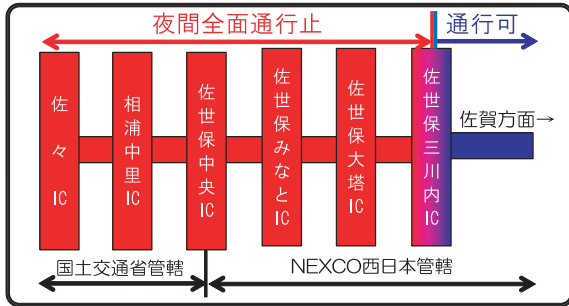 夜間全面通行止
通行可
佐々IC
相浦中里IC
佐世保中央IC
佐世保みなとIC
佐世保大塔IC
佐世保三川内IC
佐賀方面→
国土交通省管轄
NEXCO西日本管轄